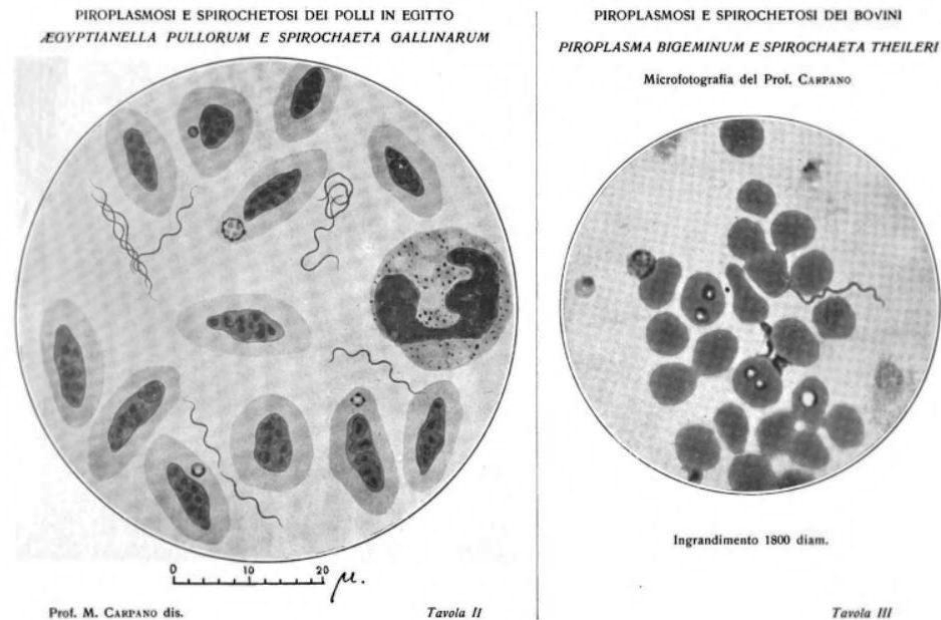 PIROPLASMOSI E SPIROCHETOSI DEI POLLI IN EGITTO
ÆGYPTIANELLA PULLORUM E SPIROCHAETA GALLINARUM
0 10 20 μ.
Prof. M. CARPANO dis.
Tavola II
PIROPLASMOSI E SPIROCHETOSI DEI BOVINI
PIROPLASMA BIGEMINUM E SPIROCHAETA THEILERI
Microfotografia del Prof. CARPANO
Ingrandimento 1800 diam.
Tavola III